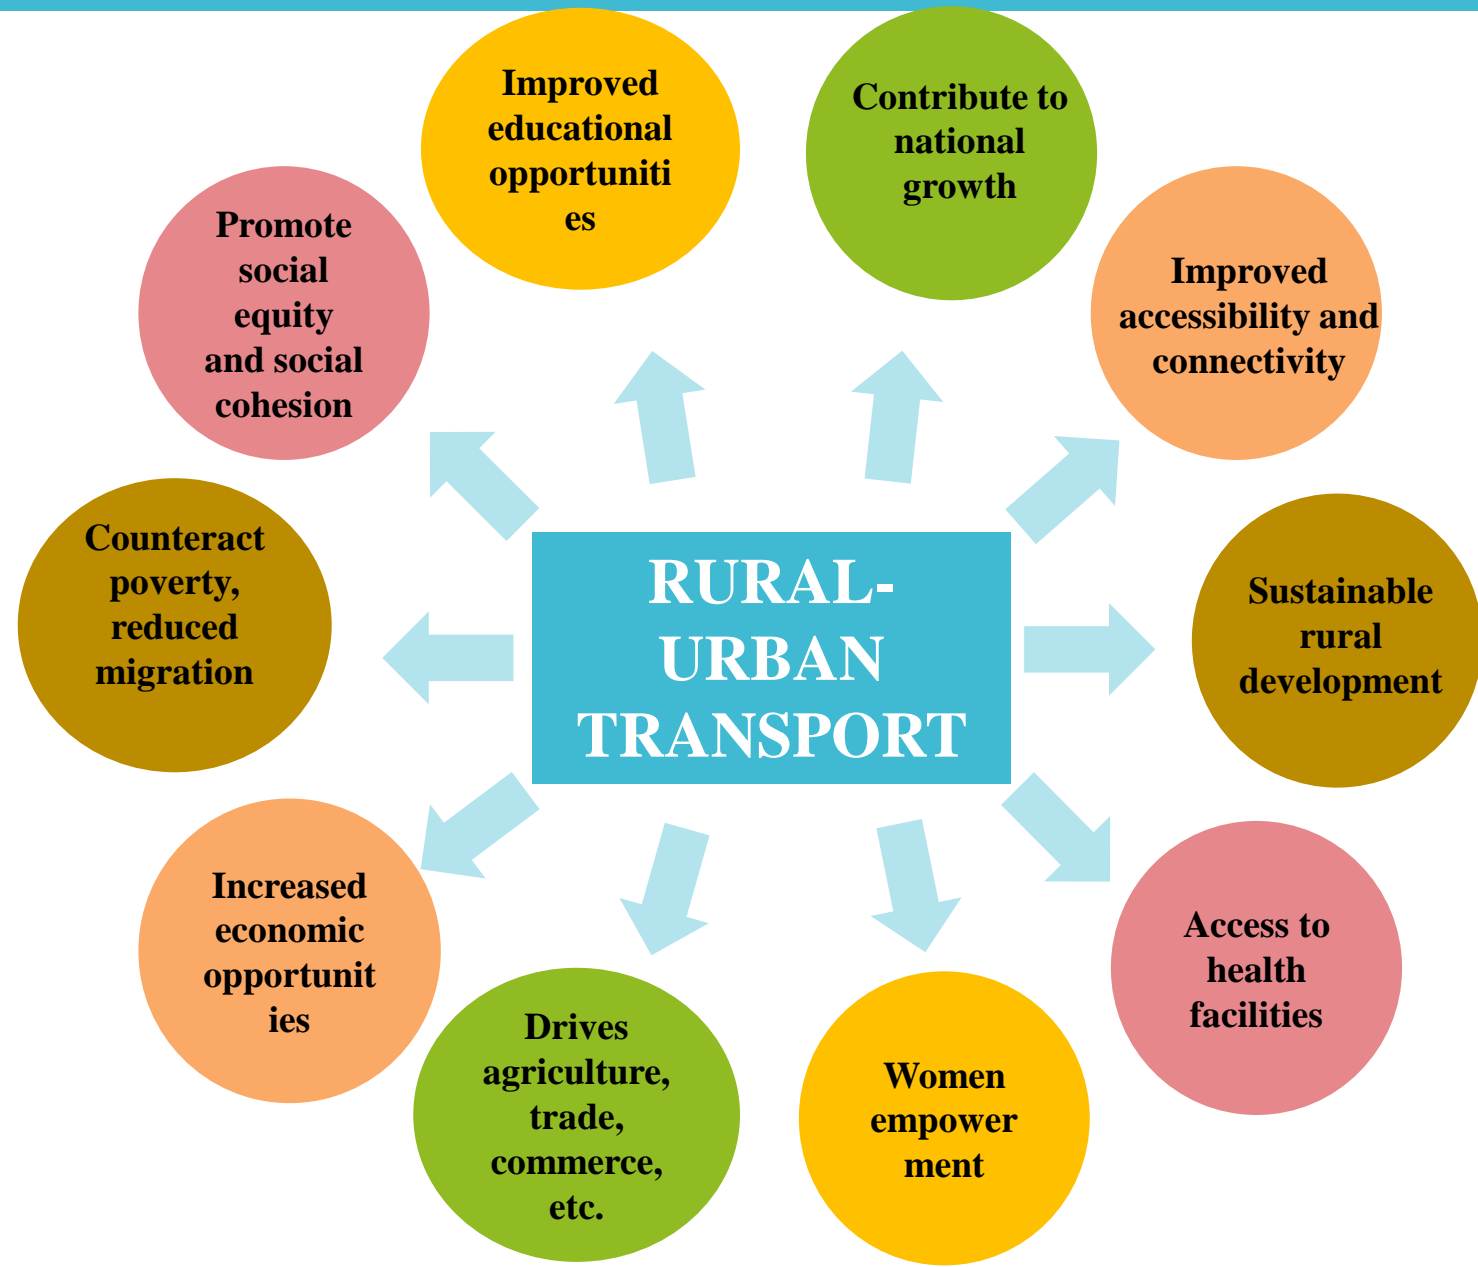 Improved
educational
opportuniti
es
Contribute to
national
growth
Promote
social
equity
and social
cohesion
Improved
accessibility and
connectivity
Counteract
poverty,
reduced
migration
RURAL-
URBAN
TRANSPORT
Sustainable
rural
development
Increased
economic
opportunit
ies
Access to
health
facilities
Drives
agriculture,
trade,
commerce,
etc.
Women
empower
ment